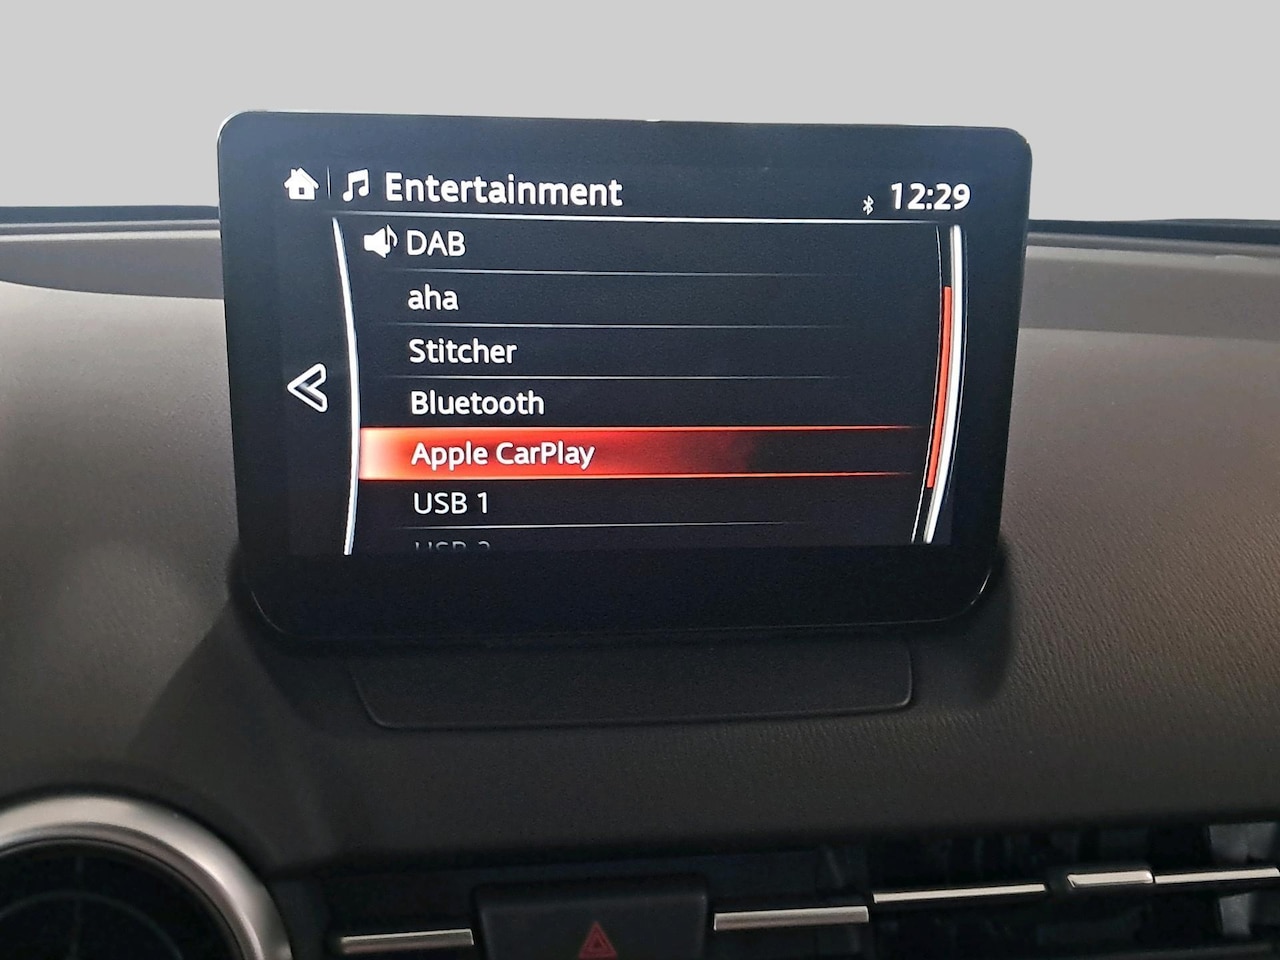 Entertainment 12:29
DAB
aha
Stitcher
Bluetooth
Apple CarPlay
USB 1